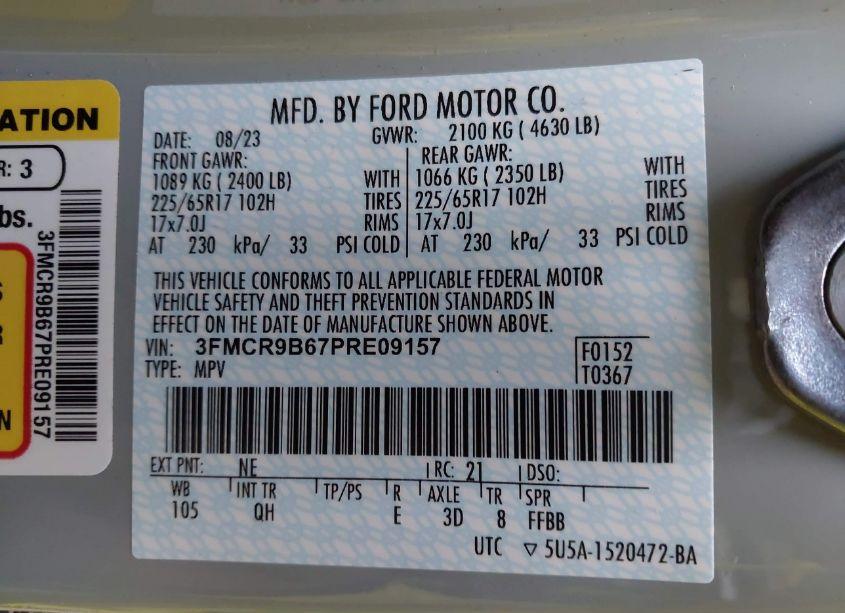 ATION
R: 3
bs.
3FMCR9B67PRE09157
S
R
N
MFD. BY FORD MOTOR CO.
DATE: 08/23 GVWR: 2100 KG ( 4630 LB)
FRONT GAWR: REAR GAWR:
1089 KG ( 2400 LB) WITH 1066 KG ( 2350 LB) WITH
225/65R17 102H TIRES 225/65R17 102H TIRES
17x7.0J RIMS 17x7.0J RIMS
AT 230 kPa/ 33 PSI COLD AT 230 kPa/ 33 PSI COLD
THIS VEHICLE CONFORMS TO ALL APPLICABLE FEDERAL MOTOR
VEHICLE SAFETY AND THEFT PREVENTION STANDARDS IN
EFFECT ON THE DATE OF MANUFACTURE SHOWN ABOVE.
VIN: 3FMCR9B67PRE09157 F0152
TYPE: MPV T0367
EXT PNT: NE RC: 21 DSO:
WB INT TR TP/PS R AXLE TR SPR
105 QH E 3D 8 FFBB
UTC ▽ 5U5A-1520472-BA